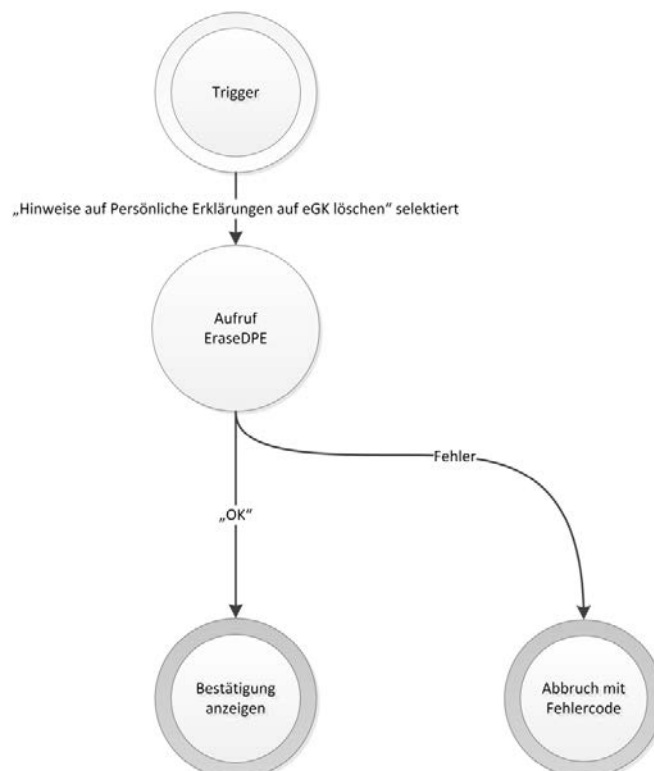 Trigger
„Hinweise auf Persönliche Erklärungen auf eGK löschen“ selektiert
Aufruf
EraseDPE
Fehler
„OK“
Bestätigung
anzeigen
Abbruch mit
Fehlercode